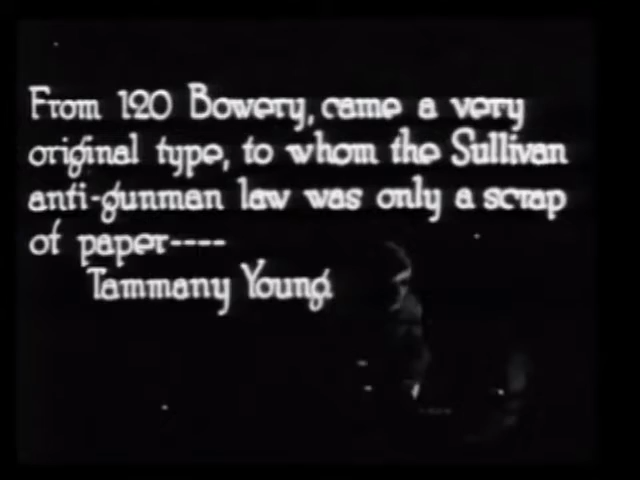 From 120 Bowery, came a very
original type, to whom the Sullivan
anti-gunman law was only a scrap
of paper----
Tammany Young